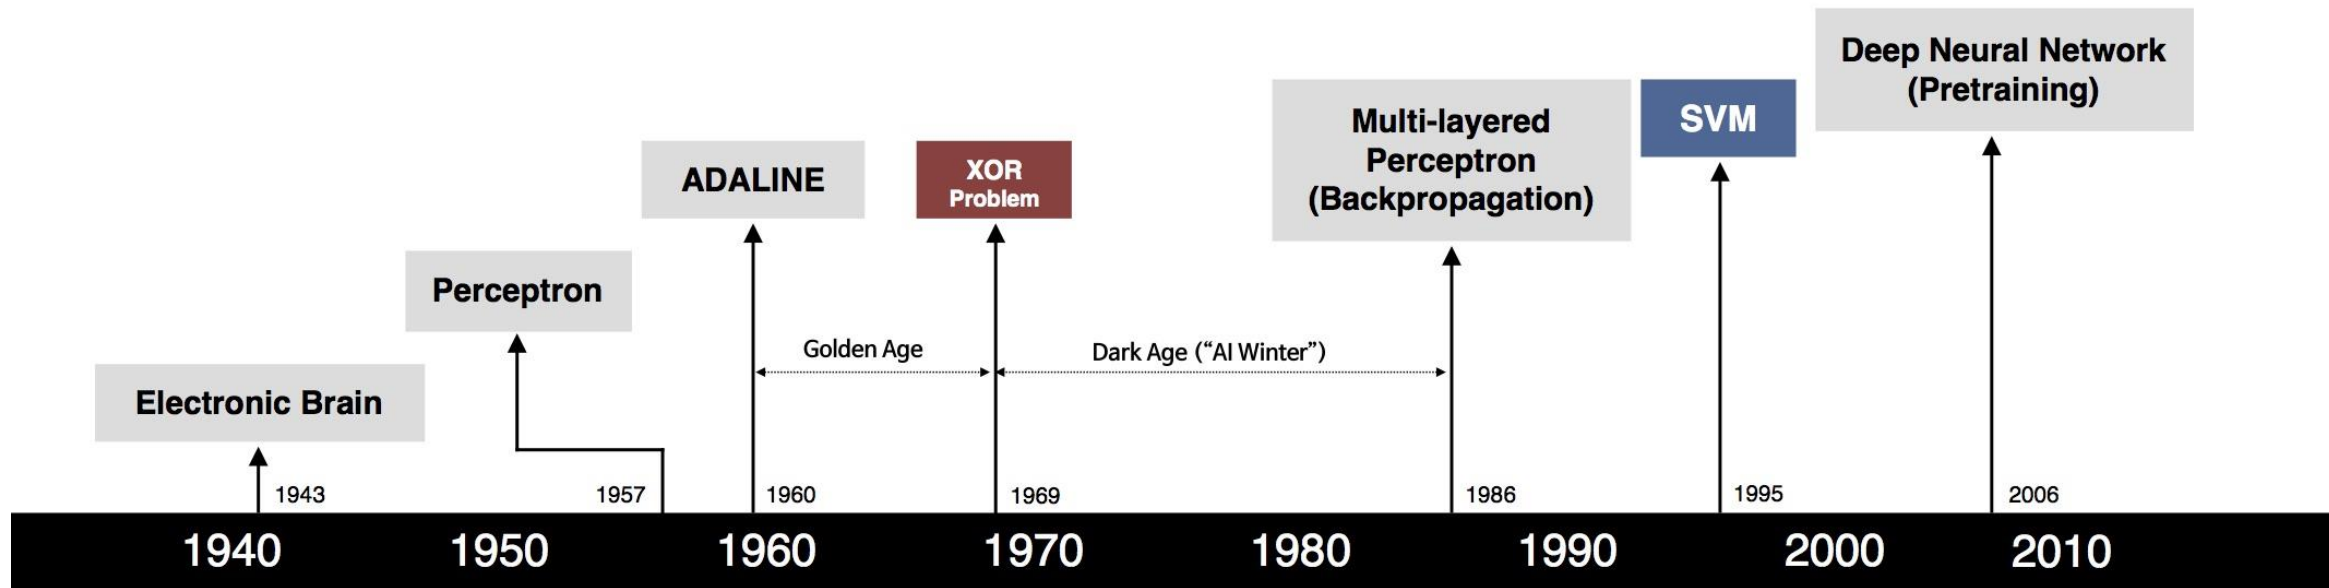 Deep Neural Network
(Pretraining)
Multi-layered
Perceptron
(Backpropagation)
SVM
ADALINE
XOR
Problem
Perceptron
Golden Age
Dark Age (“AI Winter”)
Electronic Brain
1943
1957
1960
1969
1986
1995
2006
1940
1950
1960
1970
1980
1990
2000
2010